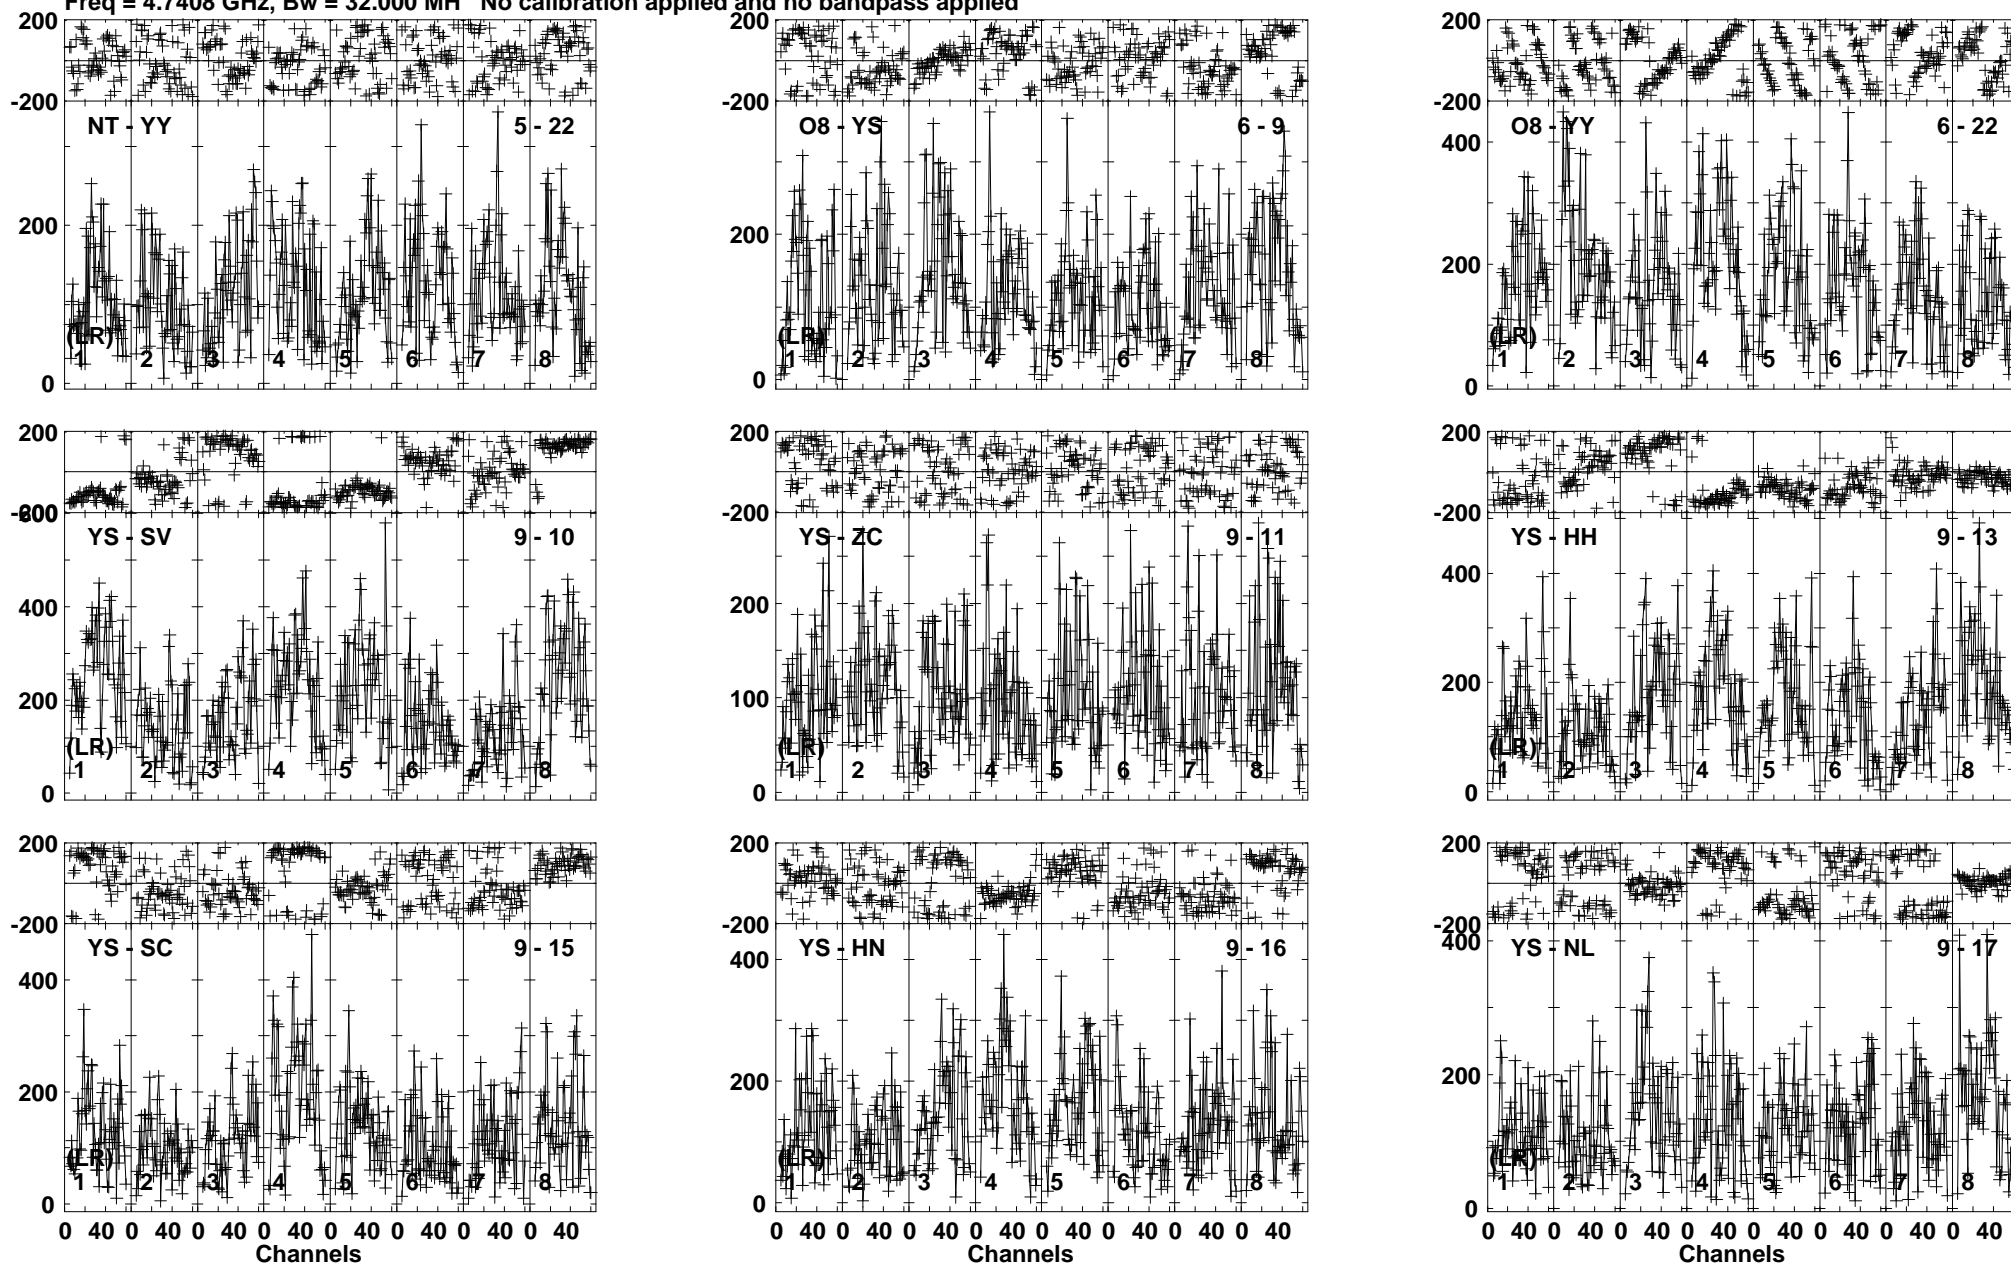 Freq = 4.7408 GHz, Bw = 32.000 MH No calibration applied and no bandpass applied
200 200 200
-200 -200 -200
NT - YY 5 - 22 O8 - YS 6 - 9 O8 - YY 6 - 22
400
200 200 200
(LR) (LR) (LR)
1 2 3 4 5 6 7 8 1 2 3 4 5 6 7 8 1 2 3 4 5 6 7 8
0 0 0
200 200 200
-200 -200 -200
600
YS - SV 9 - 10 YS - ZC 9 - 11 YS - HH 9 - 13
400 200 400
200 100 200
(LR) (LR) (LR)
1 2 3 4 5 6 7 8 1 2 3 4 5 6 7 8 1 2 3 4 5 6 7 8
0 0 0
200 200 200
-200 -200 -200
YS - SC 9 - 15 YS - HN 9 - 16 YS - NL 9 - 17
400 400 400
200 200 200
(LR) (LR) (LR)
1 2 3 4 5 6 7 8 1 2 3 4 5 6 7 8 1 2 3 4 5 6 7 8
0 0 0
0 40 0 40 0 40 0 40 0 40 0 40 0 40 0 40 0 40 0 40 0 40 0 40 0 40 0 40 0 40 0 40 0 40 0 40 0 40 0 40 0 40 0 40 0 40 0 40
Channels Channels Channels